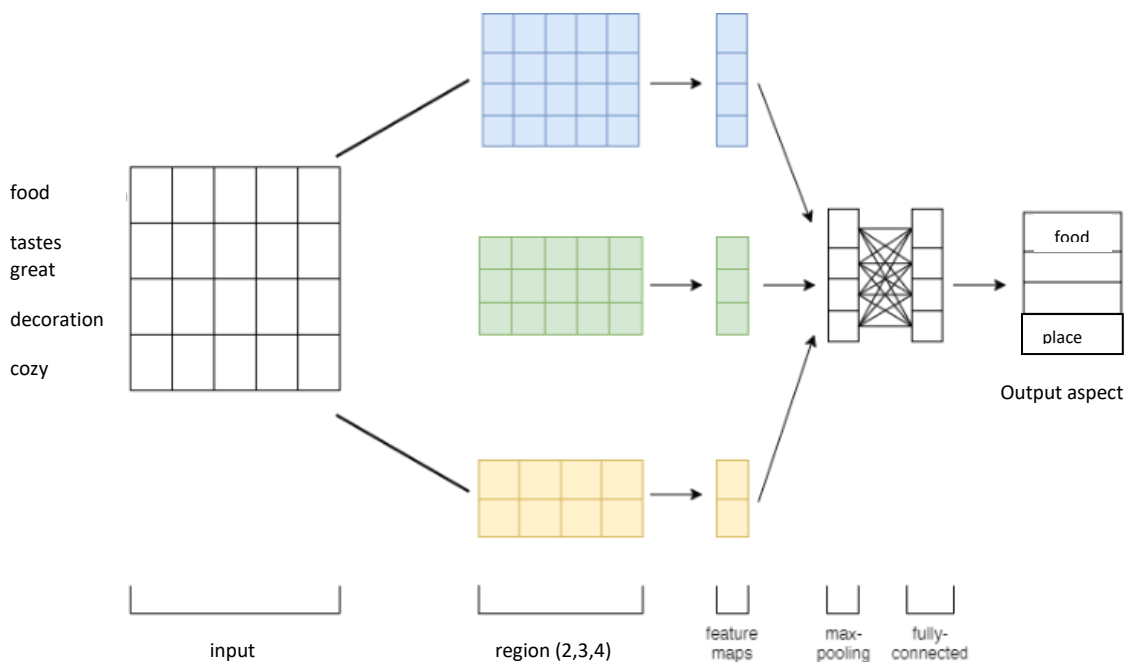 food
tastes
great
decoration
cozy
food
place
Output aspect
input
region (2,3,4)
feature
maps
max-
pooling
fully-
connected